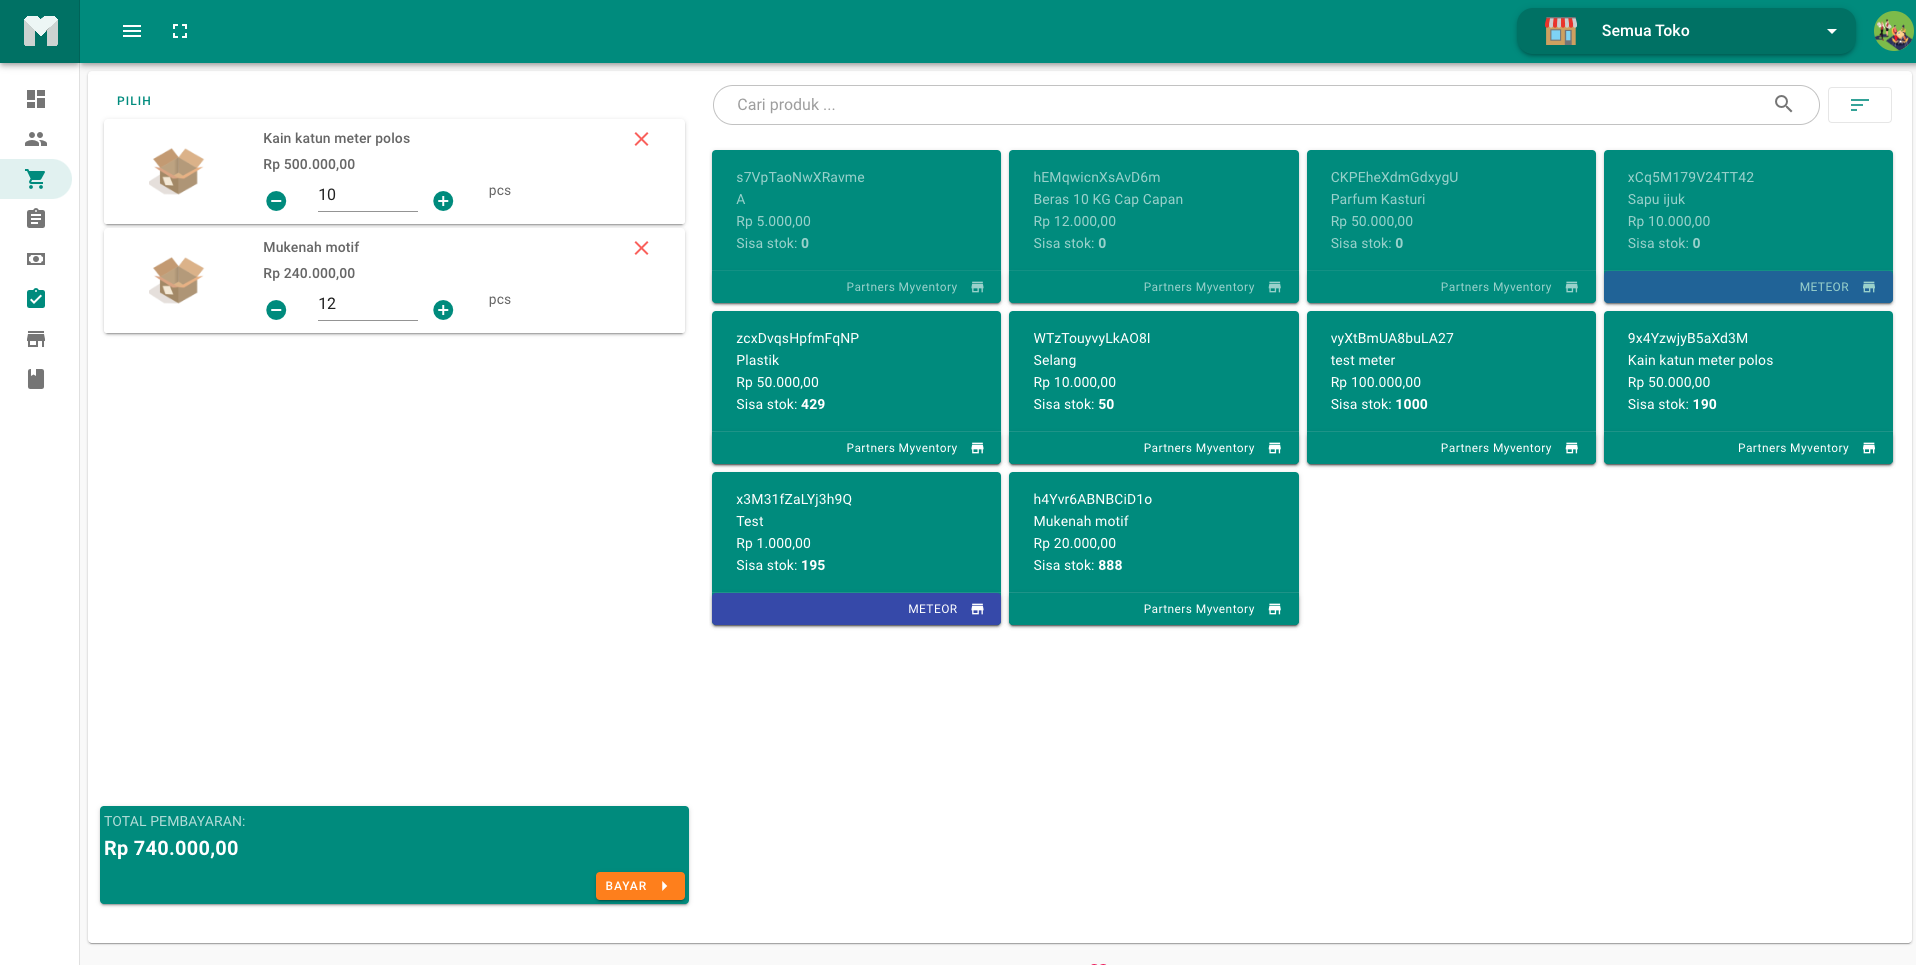 Semua Toko
PILIH
Kain katun meter polos
Rp 500.000,00
10
pcs
Mukenah motif
Rp 240.000,00
12
pcs
TOTAL PEMBAYARAN:
Rp 740.000,00
BAYAR
Cari produk ...
s7VpTaoNwXRavme
A
Rp 5.000,00
Sisa stok: 0
Partners Myventory
hEMqwicnXsAvD6m
Beras 10 KG Cap Capan
Rp 12.000,00
Sisa stok: 0
Partners Myventory
CKPEheXdmGdxygU
Parfum Kasturi
Rp 50.000,00
Sisa stok: 0
Partners Myventory
xCq5M179V24TT42
Sapu ijuk
Rp 10.000,00
Sisa stok: 0
METEOR
zcxDvqsHpfmFqNP
Plastik
Rp 50.000,00
Sisa stok: 429
Partners Myventory
WTzTouyvyLkAO8I
Selang
Rp 10.000,00
Sisa stok: 50
Partners Myventory
vyXtBmUA8buLA27
test meter
Rp 100.000,00
Sisa stok: 1000
Partners Myventory
9x4YzwjyB5aXd3M
Kain katun meter polos
Rp 50.000,00
Sisa stok: 190
Partners Myventory
x3M31fZaLYj3h9Q
Test
Rp 1.000,00
Sisa stok: 195
METEOR
h4Yvr6ABNBCiD1o
Mukenah motif
Rp 20.000,00
Sisa stok: 888
Partners Myventory